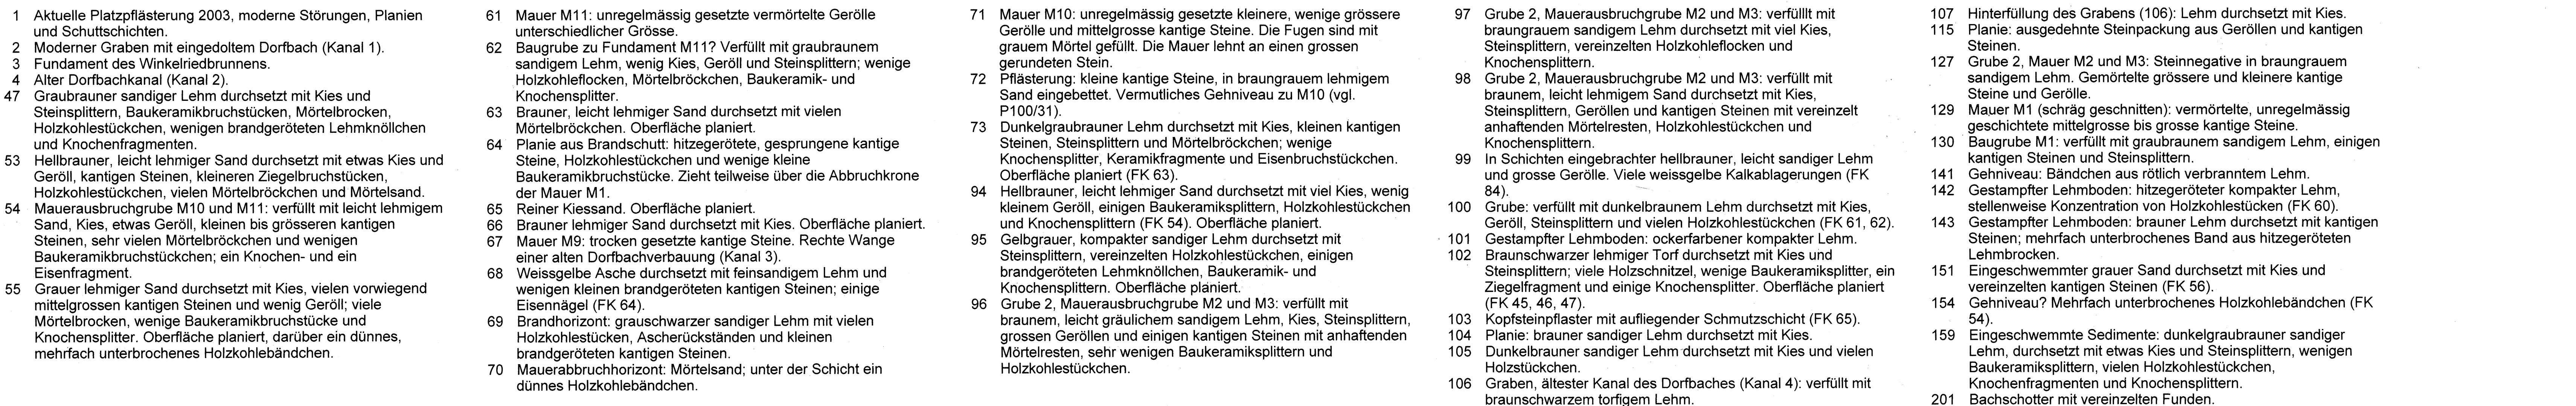 1 Aktuelle Platzpflästerung 2003, moderne Störungen, Planien
und Schuttschichten.
2 Moderner Graben mit eingedoltem Dorfbach (Kanal 1).
3 Fundament des Winkelriedbrunnens.
4 Alter Dorfbachkanal (Kanal 2).
47 Graubrauner sandiger Lehm durchsetzt mit Kies und
Steinsplittern, Baukeramikbruchstücken, Mörtelbrocken,
Holzkohlestückchen, wenigen brandgeröteten Lehmknöllchen
und Knochenfragmenten.
53 Hellbrauner, leicht lehmiger Sand durchsetzt mit etwas Kies und
Geröll, kantigen Steinen, kleineren Ziegelbruchstücken,
Holzkohlestückchen, vielen Mörtelbröckchen und Mörtelsand.
54 Mauerausbruchgrube M10 und M11: verfüllt mit leicht lehmigem
Sand, Kies, etwas Geröll, kleinen bis grösseren kantigen
Steinen, sehr vielen Mörtelbröckchen und wenigen
Baukeramikbruchstücken; ein Knochen- und ein
Eisenfragment.
55 Grauer lehmiger Sand durchsetzt mit Kies, vielen vorwiegend
mittelgrossen kantigen Steinen und wenig Geröll; viele
Mörtelbrocken, wenige Baukeramikbruchstücke und
Knochensplitter. Oberfläche planiert, darüber ein dünnes,
mehrfach unterbrochenes Holzkohlebändchen.
61 Mauer M11: unregelmässig gesetzte vermörtelte Gerölle
unterschiedlicher Grösse.
62 Baugrube zu Fundament M11? Verfüllt mit graubraunem
sandigem Lehm, wenig Kies, Geröll und Steinsplittern; wenige
Holzkohleflocken, Mörtelbröckchen, Baukeramik- und
Knochensplitter.
63 Brauner, leicht lehmiger Sand durchsetzt mit vielen
Mörtelbröckchen. Oberfläche planiert.
64 Planie aus Brandschutt: hitzegerötete, gesprungene kantige
Steine, Holzkohlestückchen und wenige kleine
Baukeramikbruchstücke. Zieht teilweise über die Abbruchkrone
der Mauer M1.
65 Reiner Kiessand. Oberfläche planiert.
66 Brauner lehmiger Sand durchsetzt mit Kies. Oberfläche planiert.
67 Mauer M9: trocken gesetzte kantige Steine. Rechte Wange
einer alten Dorfbachverbauung (Kanal 3).
68 Weissgelbe Asche durchsetzt mit feinsandigem Lehm und
wenigen kleinen brandgeröteten kantigen Steinen; einige
Eisennägel (FK 64).
69 Brandhorizont: grauschwarzer sandiger Lehm mit vielen
Holzkohlestücken, Ascherückständen und kleinen
brandgeröteten kantigen Steinen.
70 Mauerabbruchhorizont: Mörtelsand; unter der Schicht ein
dünnes Holzkohlebändchen.
71 Mauer M10: unregelmässig gesetzte kleinere, wenige grössere
Gerölle und mittelgrosse kantige Steine. Die Fugen sind mit
grauem Mörtel gefüllt. Die Mauer lehnt an einen grossen
gerundeten Stein.
72 Pflästerung: kleine kantige Steine, in braungrauem lehmigem
Sand eingebettet. Vermutliches Gehniveau zu M10 (vgl.
P100/31).
73 Dunkelgraubrauner Lehm durchsetzt mit Kies, kleinen kantigen
Steinen, Steinsplittern und Mörtelbröckchen; wenige
Knochensplitter, Keramikfragmente und Eisenbruchstückchen.
Oberfläche planiert (FK 63).
94 Hellbrauner, leicht lehmiger Sand durchsetzt mit viel Kies, wenig
kleinem Geröll, einigen Baukeramiksplittern, Holzkohlestückchen
und Knochensplittern (FK 54). Oberfläche planiert.
95 Gelbgrauer, kompakter sandiger Lehm durchsetzt mit
Steinsplittern, vereinzelten Holzkohlestückchen, einigen
brandgeröteten Lehmknöllchen, Baukeramik- und
Knochensplittern. Oberfläche planiert.
96 Grube 2, Mauerausbruchgrube M2 und M3: verfüllt mit
braunem, leicht gräulichem sandigem Lehm, Kies, Steinsplittern,
grossen Geröllen und einigen kantigen Steinen mit anhaftenden
Mörtelresten, sehr wenigen Baukeramiksplittern und
Holzkohlestückchen.
97 Grube 2, Mauerausbruchgrube M2 und M3: verfülllt mit
braungrauem sandigem Lehm durchsetzt mit viel Kies,
Steinsplittern, vereinzelten Holzkohleflocken und
Knochensplittern.
98 Grube 2, Mauerausbruchgrube M2 und M3: verfüllt mit
braunem, leicht lehmigem Sand durchsetzt mit Kies,
Steinsplittern, Geröllen und kantigen Steinen mit vereinzelt
anhaftenden Mörtelresten, Holzkohlestückchen und
Knochensplittern.
99 In Schichten eingebrachter hellbrauner, leicht sandiger Lehm
und grosse Gerölle. Viele weissgelbe Kalkablagerungen (FK
84).
100 Grube: verfüllt mit dunkelbraunem Lehm durchsetzt mit Kies,
Geröll, Steinsplittern und vielen Holzkohlestückchen (FK 61, 62).
101 Gestampfter Lehmboden: ockerfarbener kompakter Lehm.
102 Braunschwarzer lehmiger Torf durchsetzt mit Kies und
Steinsplittern; viele Holzschnitzel, wenige Baukeramiksplitter, ein
Ziegelfragment und einige Knochensplitter. Oberfläche planiert
(FK 45, 46, 47).
103 Kopfsteinpflaster mit aufliegender Schmutzschicht (FK 65).
104 Planie: brauner sandiger Lehm durchsetzt mit Kies.
105 Dunkelbrauner sandiger Lehm durchsetzt mit Kies und vielen
Holzstückchen.
106 Graben, ältester Kanal des Dorfbaches (Kanal 4): verfüllt mit
braunschwarzem torfigem Lehm.
107 Hinterfüllung des Grabens (106): Lehm durchsetzt mit Kies.
115 Planie: ausgedehnte Steinpackung aus Geröllen und kantigen
Steinen.
127 Grube 2, Mauer M2 und M3: Steinnegative in braungrauem
sandigem Lehm. Gemörtelte grössere und kleinere kantige
Steine und Gerölle.
129 Mauer M1 (schräg geschnitten): vermörtelte, unregelmässig
geschichtete mittelgrosse bis grosse kantige Steine.
130 Baugrube M1: verfüllt mit graubraunem sandigem Lehm, einigen
kantigen Steinen und Steinsplittern.
141 Gehniveau: Bändchen aus rötlich verbranntem Lehm.
142 Gestampfter Lehmboden: hitzegeröteter kompakter Lehm,
stellenweise Konzentration von Holzkohlestücken (FK 60).
143 Gestampfter Lehmboden: brauner Lehm durchsetzt mit kantigen
Steinen; mehrfach unterbrochenes Band aus hitzegeröteten
Lehmbrocken.
151 Eingeschwemmter grauer Sand durchsetzt mit Kies und
vereinzelten kantigen Steinen (FK 56).
154 Gehniveau? Mehrfach unterbrochenes Holzkohlebändchen (FK
54).
159 Eingeschwemmte Sedimente: dunkelgraubrauner sandiger
Lehm, durchsetzt mit etwas Kies und Steinsplittern, wenigen
Baukeramiksplittern, vielen Holzkohlestückchen,
Knochenfragmenten und Knochensplittern.
201 Bachschotter mit vereinzelten Funden.